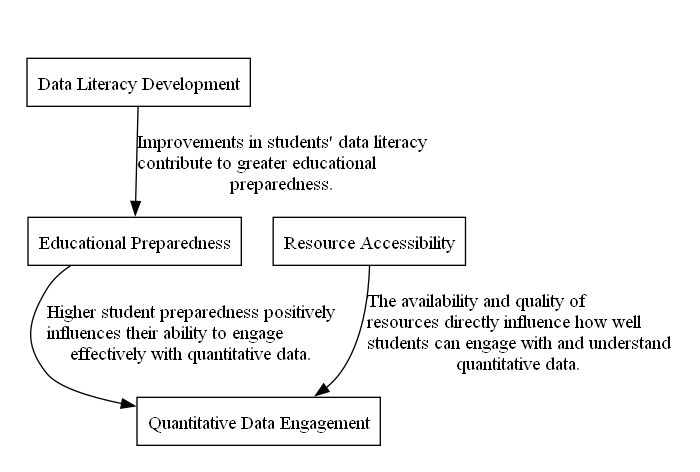 Data Literacy Development
Improvements in students' data literacy
contribute to greater educational
preparedness.
Educational Preparedness
Resource Accessibility
Higher student preparedness positively
influences their ability to engage
effectively with quantitative data.
The availability and quality of
resources directly influence how well
students can engage with and understand
quantitative data.
Quantitative Data Engagement